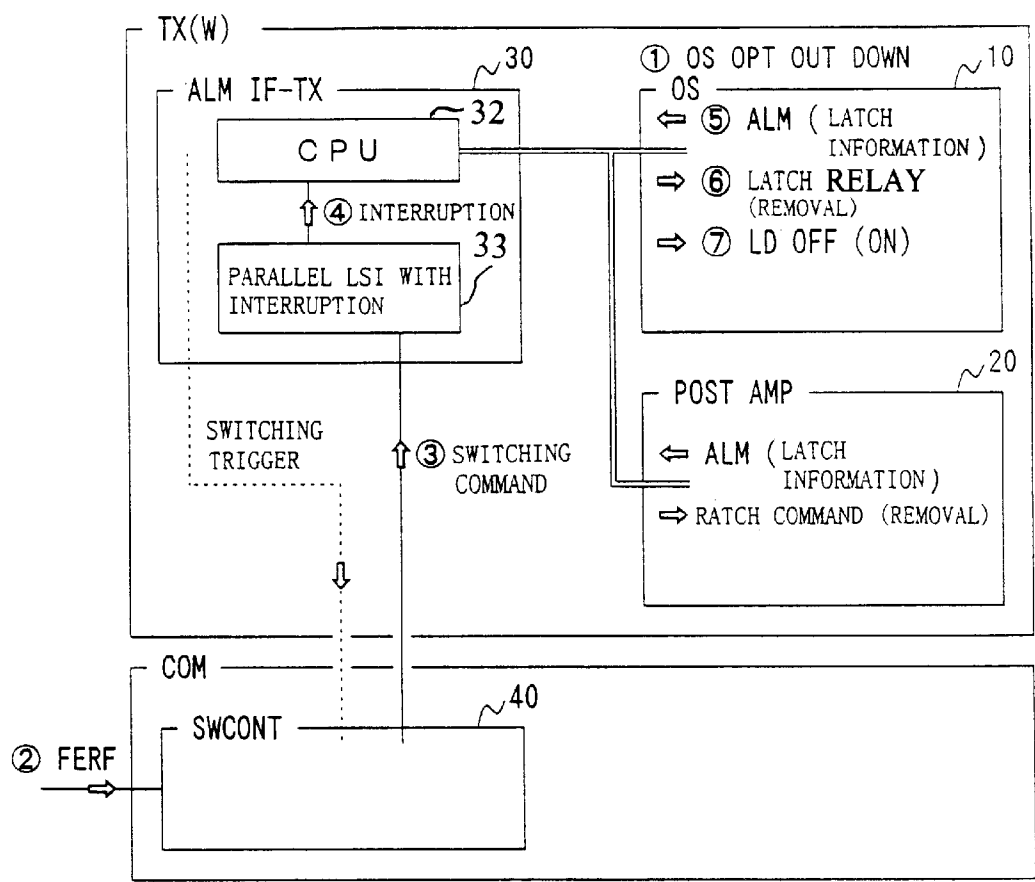 TX(W)
ALM IF-TX
30
32
CPU
④ INTERRUPTION
33
PARALLEL LSI WITH
INTERRUPTION
SWITCHING
TRIGGER
③ SWITCHING
COMMAND
① OS OPT OUT DOWN
10
OS
⇐ ⑤ ALM (LATCH
INFORMATION)
⇒ ⑥ LATCH RELAY
(REMOVAL)
⇒ ⑦ LD OFF (ON)
20
POST AMP
⇐ ALM (LATCH
INFORMATION)
⇒ RATCH COMMAND (REMOVAL)
COM
40
SWCONT
② FERF